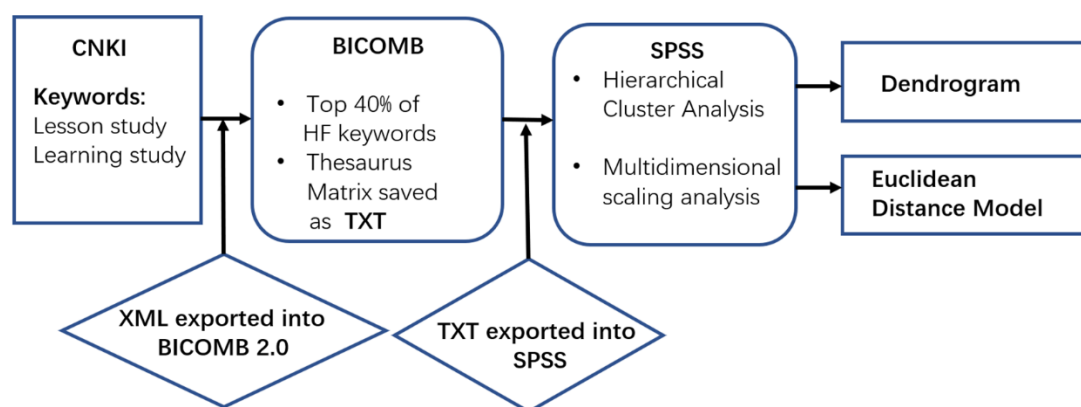 CNKI
Keywords:
Lesson study
Learning study
BICOMB
• Top 40% of
HF keywords
• Thesaurus
Matrix saved
as TXT
SPSS
• Hierarchical
Cluster Analysis
• Multidimensional
scaling analysis
Dendrogram
Euclidean
Distance Model
XML exported into
BICOMB 2.0
TXT exported into
SPSS